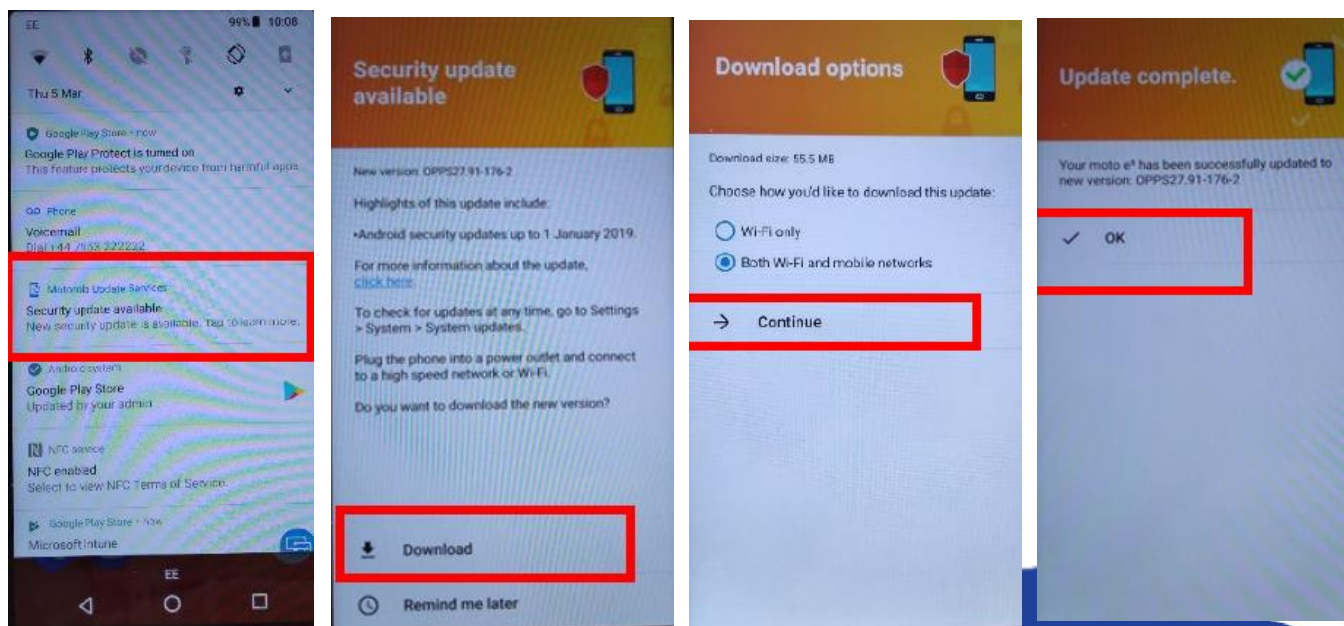 EE 99% 10:08
Thu 5 Mar
Google Play Store • now
Google Play Protect is turned on
This feature protects your device from harmful apps
Phone
Voicemail
Dial +44 7953 222222
Motorola Update Services
Security update available
New security update is available. Tap to learn more.
Android system
Google Play Store
Updated by your admin
NFC service
NFC enabled
Select to view NFC Terms of Service.
Google Play Store • now
Microsoft Intune
EE
Security update
available
New version: OPPS27.91-176-2
Highlights of this update include:
•Android security updates up to 1 January 2019.
For more information about the update,
click here.
To check for updates at any time, go to Settings
> System > System updates.
Plug the phone into a power outlet and connect
to a high speed network or Wi-Fi.
Do you want to download the new version?
Download
Remind me later
Download options
Download size: 55.5 MB
Choose how you'd like to download this update:
Wi-Fi only
Both Wi-Fi and mobile networks
Continue
Update complete.
Your moto e⁵ has been successfully updated to
new version: OPPS27.91-176-2
OK